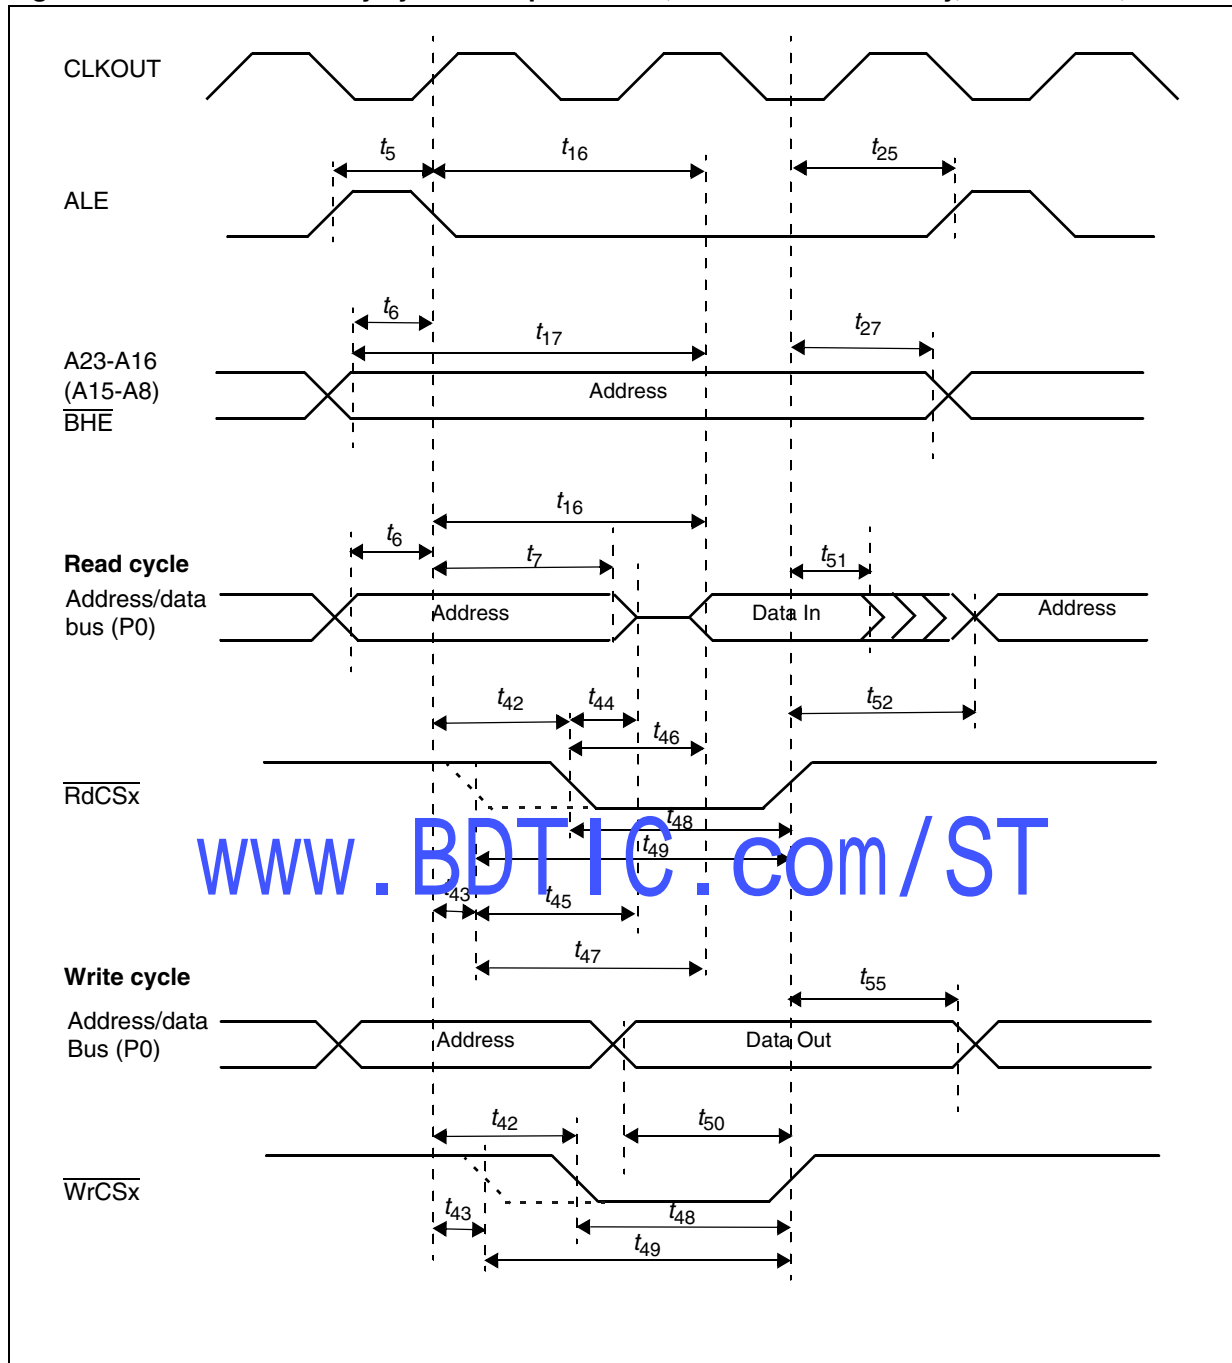 CLKOUT
t5 t16 t25
ALE
t6 t17 t27
A23-A16
(A15-A8)
BHE
Address
t16
t6 t7 t51
Read cycle
Address/data
bus (P0)
Address Data In Address
t42 t44 t52
t46
RdCSx
t48
t49
www.BDTIC.com/ST
t43 t45
t47
Write cycle
t55
Address/data
Bus (P0)
Address Data Out
t42 t50
WrCSx
t43 t48
t49